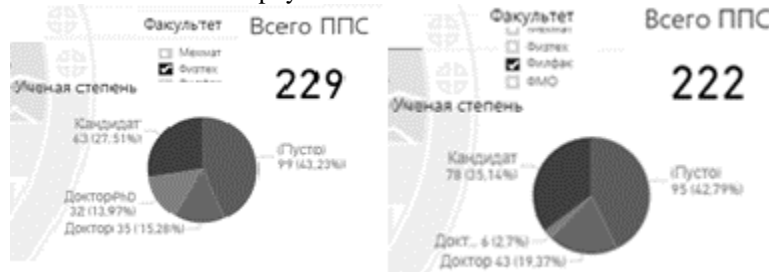 Факультет
Всего ППС
Мехмат
Физтех
229
Ученая степень
Кандидат
63 (27,51%)
(Пусто)
99 (43,23%)
ДокторPhD
32 (13,97%)
Доктор 35 (15,28%)
Факультет
Всего ППС
Физтех
Филфак
ФМО
222
Ученая степень
Кандидат
78 (35,14%)
(Пусто)
95 (42,79%)
Докт... 6 (2,7%)
Доктор 43 (19,37%)